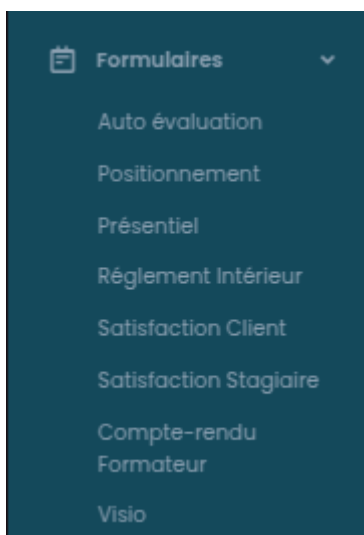 Formulaires
Auto évaluation
Positionnement
Présentiel
Réglement Intérieur
Satisfaction Client
Satisfaction Stagiaire
Compte-rendu
Formateur
Visio